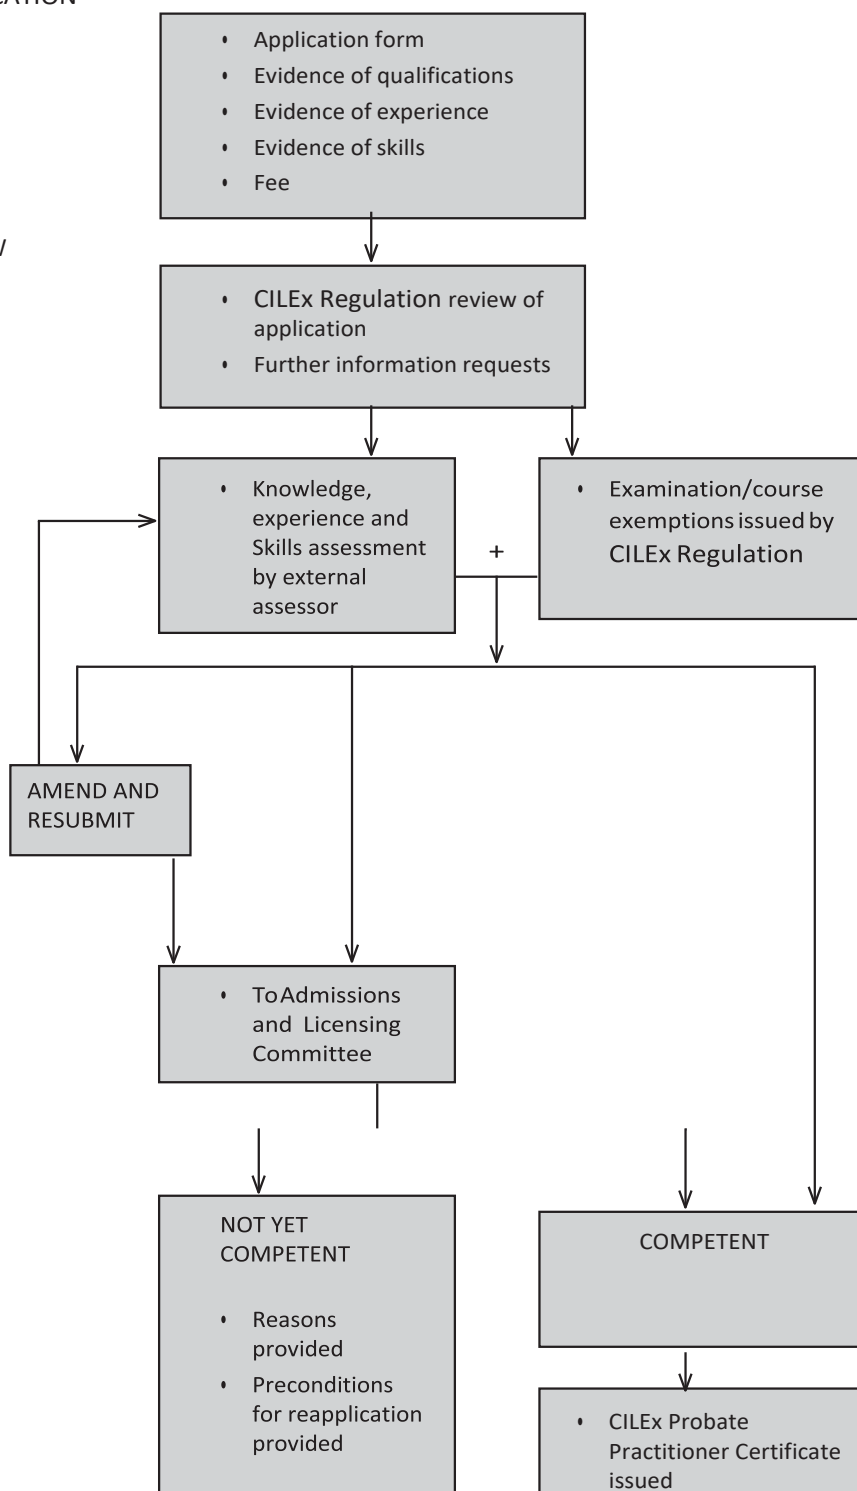 • Application form
• Evidence of qualifications
• Evidence of experience
• Evidence of skills
• Fee
• CILEx Regulation review of
application
• Further information requests
• Knowledge,
experience and
Skills assessment
by external
assessor
+
• Examination/course
exemptions issued by
CILEx Regulation
AMEND AND
RESUBMIT
• To Admissions
and Licensing
Committee
NOT YET
COMPETENT
• Reasons
provided
• Preconditions
for reapplication
provided
COMPETENT
• CILEx Probate
Practitioner Certificate
issued